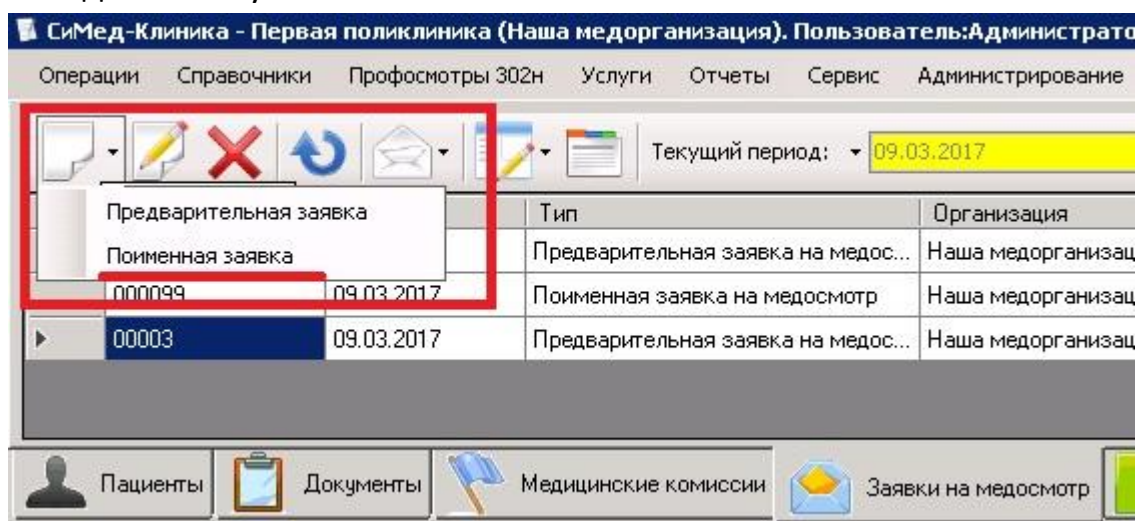 СиМед-Клиника - Первая поликлиника (Наша медорганизация). Пользователь:Администрато
Операции Справочники Профосмотры 302н Услуги Отчеты Сервис Администрирование
Текущий период: 09.03.2017
Тип Организация
Предварительная заявка
Предварительная заявка на медос... Наша медорганизац
Поименная заявка
000099 09.03.2017 Поименная заявка на медосмотр Наша медорганизац
00003 09.03.2017 Предварительная заявка на медос... Наша медорганизац
Пациенты Документы Медицинские комиссии Заявки на медосмотр